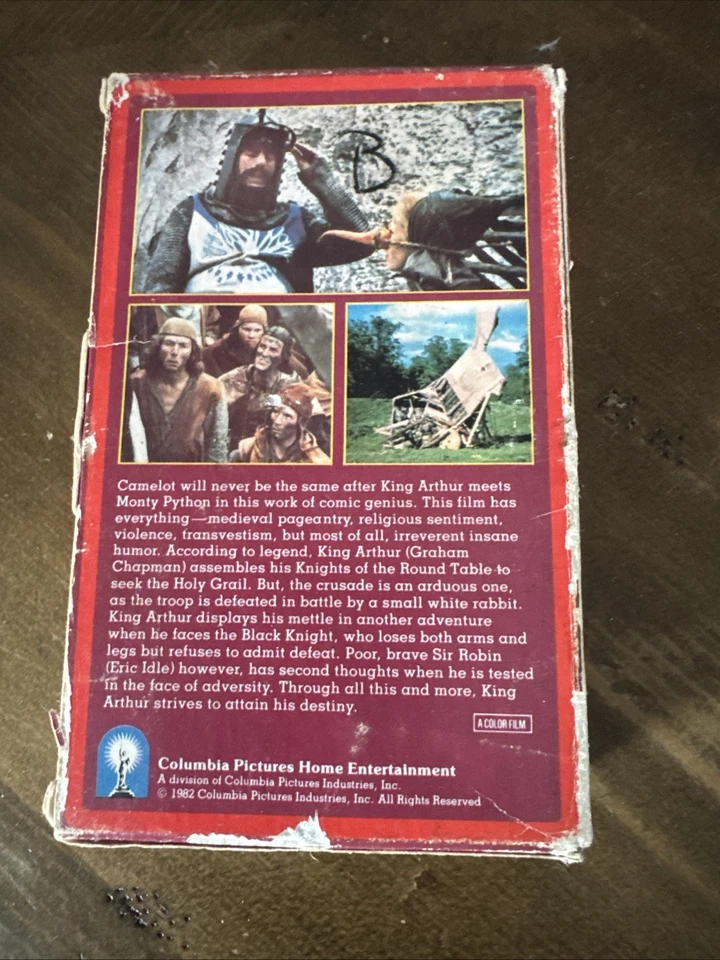 B
Camelot will never be the same after King Arthur meets
Monty Python in this work of comic genius. This film has
everything—medieval pageantry, religious sentiment,
violence, transvestism, but most of all, irreverent insane
humor. According to legend, King Arthur (Graham
Chapman) assembles his Knights of the Round Table to
seek the Holy Grail. But, the crusade is an arduous one,
as the troop is defeated in battle by a small white rabbit.
King Arthur displays his mettle in another adventure
when he faces the Black Knight, who loses both arms and
legs but refuses to admit defeat. Poor, brave Sir Robin
(Eric Idle) however, has second thoughts when he is tested
in the face of adversity. Through all this and more, King
Arthur strives to attain his destiny.
A COLOR FILM
Columbia Pictures Home Entertainment
A division of Columbia Pictures Industries, Inc.
© 1982 Columbia Pictures Industries, Inc. All Rights Reserved